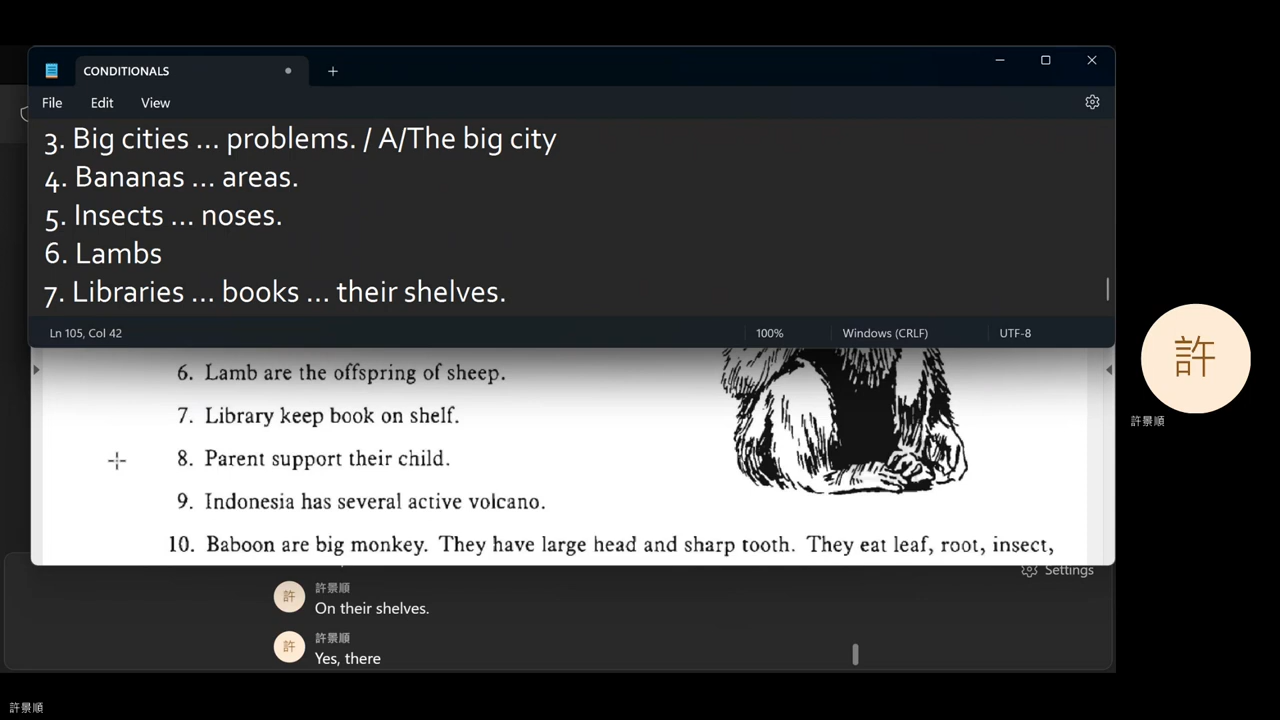 CONDITIONALS
File Edit View
3. Big cities ... problems. / A/The big city
4. Bananas ... areas.
5. Insects ... noses.
6. Lambs
7. Libraries ... books ... their shelves.
Ln 105, Col 42 100% Windows (CRLF) UTF-8
6. Lamb are the offspring of sheep.
7. Library keep book on shelf.
8. Parent support their child.
9. Indonesia has several active volcano.
10. Baboon are big monkey. They have large head and sharp tooth. They eat leaf, root, insect,
Settings
許 許景順
On their shelves.
許 許景順
Yes, there
許
許景順
許景順